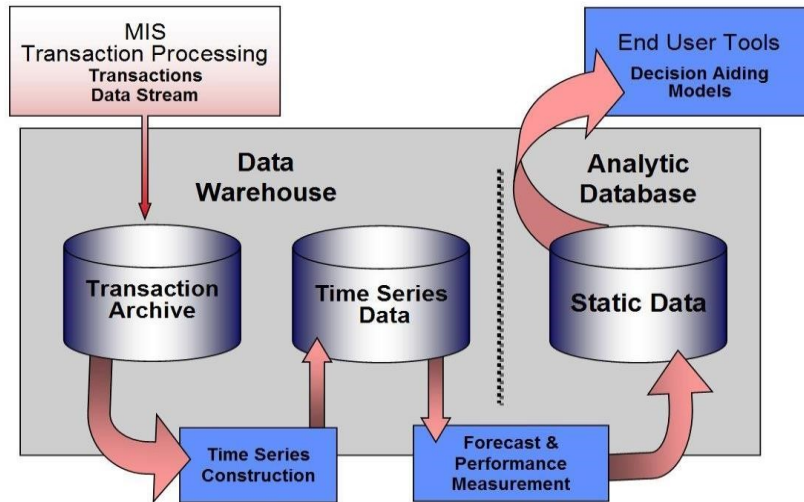 MIS
Transaction Processing
Transactions
Data Stream
End User Tools
Decision Aiding
Models
Data
Warehouse
Analytic
Database
Transaction
Archive
Time Series
Data
Static Data
Time Series
Construction
Forecast &
Performance
Measurement